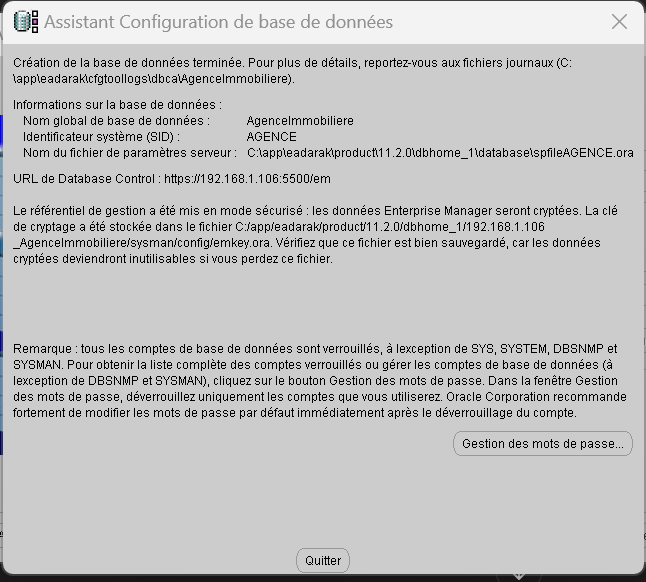 Assistant Configuration de base de données
Création de la base de données terminée. Pour plus de détails, reportez-vous aux fichiers journaux (C:
\app\eadarak\cfgtoollogs\dbca\AgenceImmobiliere).
Informations sur la base de données :
Nom global de base de données : AgenceImmobiliere
Identificateur système (SID) : AGENCE
Nom du fichier de paramètres serveur : C:\app\eadarak\product\11.2.0\dbhome_1\database\spfileAGENCE.ora
URL de Database Control : https://192.168.1.106:5500/em
Le référentiel de gestion a été mis en mode sécurisé : les données Enterprise Manager seront cryptées. La clé
de cryptage a été stockée dans le fichier C:/app/eadarak/product/11.2.0/dbhome_1/192.168.1.106
_AgenceImmobiliere/sysman/config/emkey.ora. Vérifiez que ce fichier est bien sauvegardé, car les données
cryptées deviendront inutilisables si vous perdez ce fichier.
Remarque : tous les comptes de base de données sont verrouillés, à lexception de SYS, SYSTEM, DBSNMP et
SYSMAN. Pour obtenir la liste complète des comptes verrouillés ou gérer les comptes de base de données (à
lexception de DBSNMP et SYSMAN), cliquez sur le bouton Gestion des mots de passe. Dans la fenêtre Gestion
des mots de passe, déverrouillez uniquement les comptes que vous utiliserez. Oracle Corporation recommande
fortement de modifier les mots de passe par défaut immédiatement après le déverrouillage du compte.
Gestion des mots de passe...
Quitter